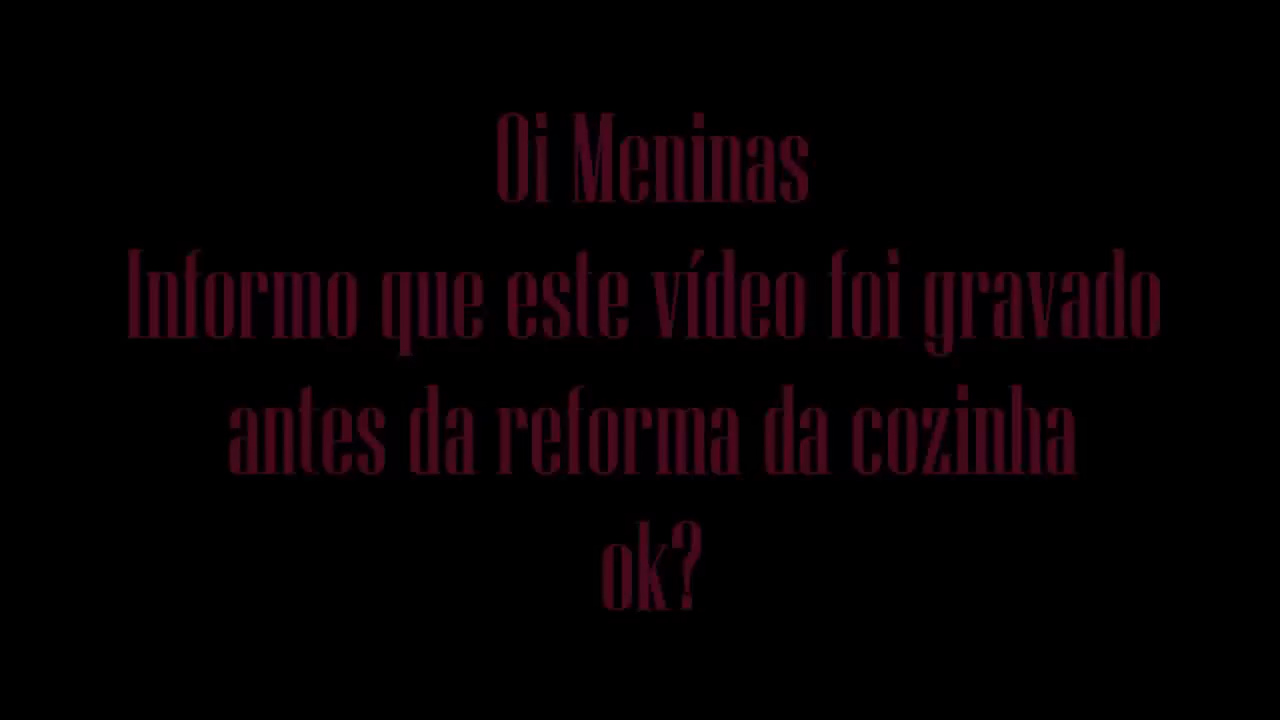 Oi Meninas
Informo que este vídeo foi gravado
antes da reforma da cozinha
ok?